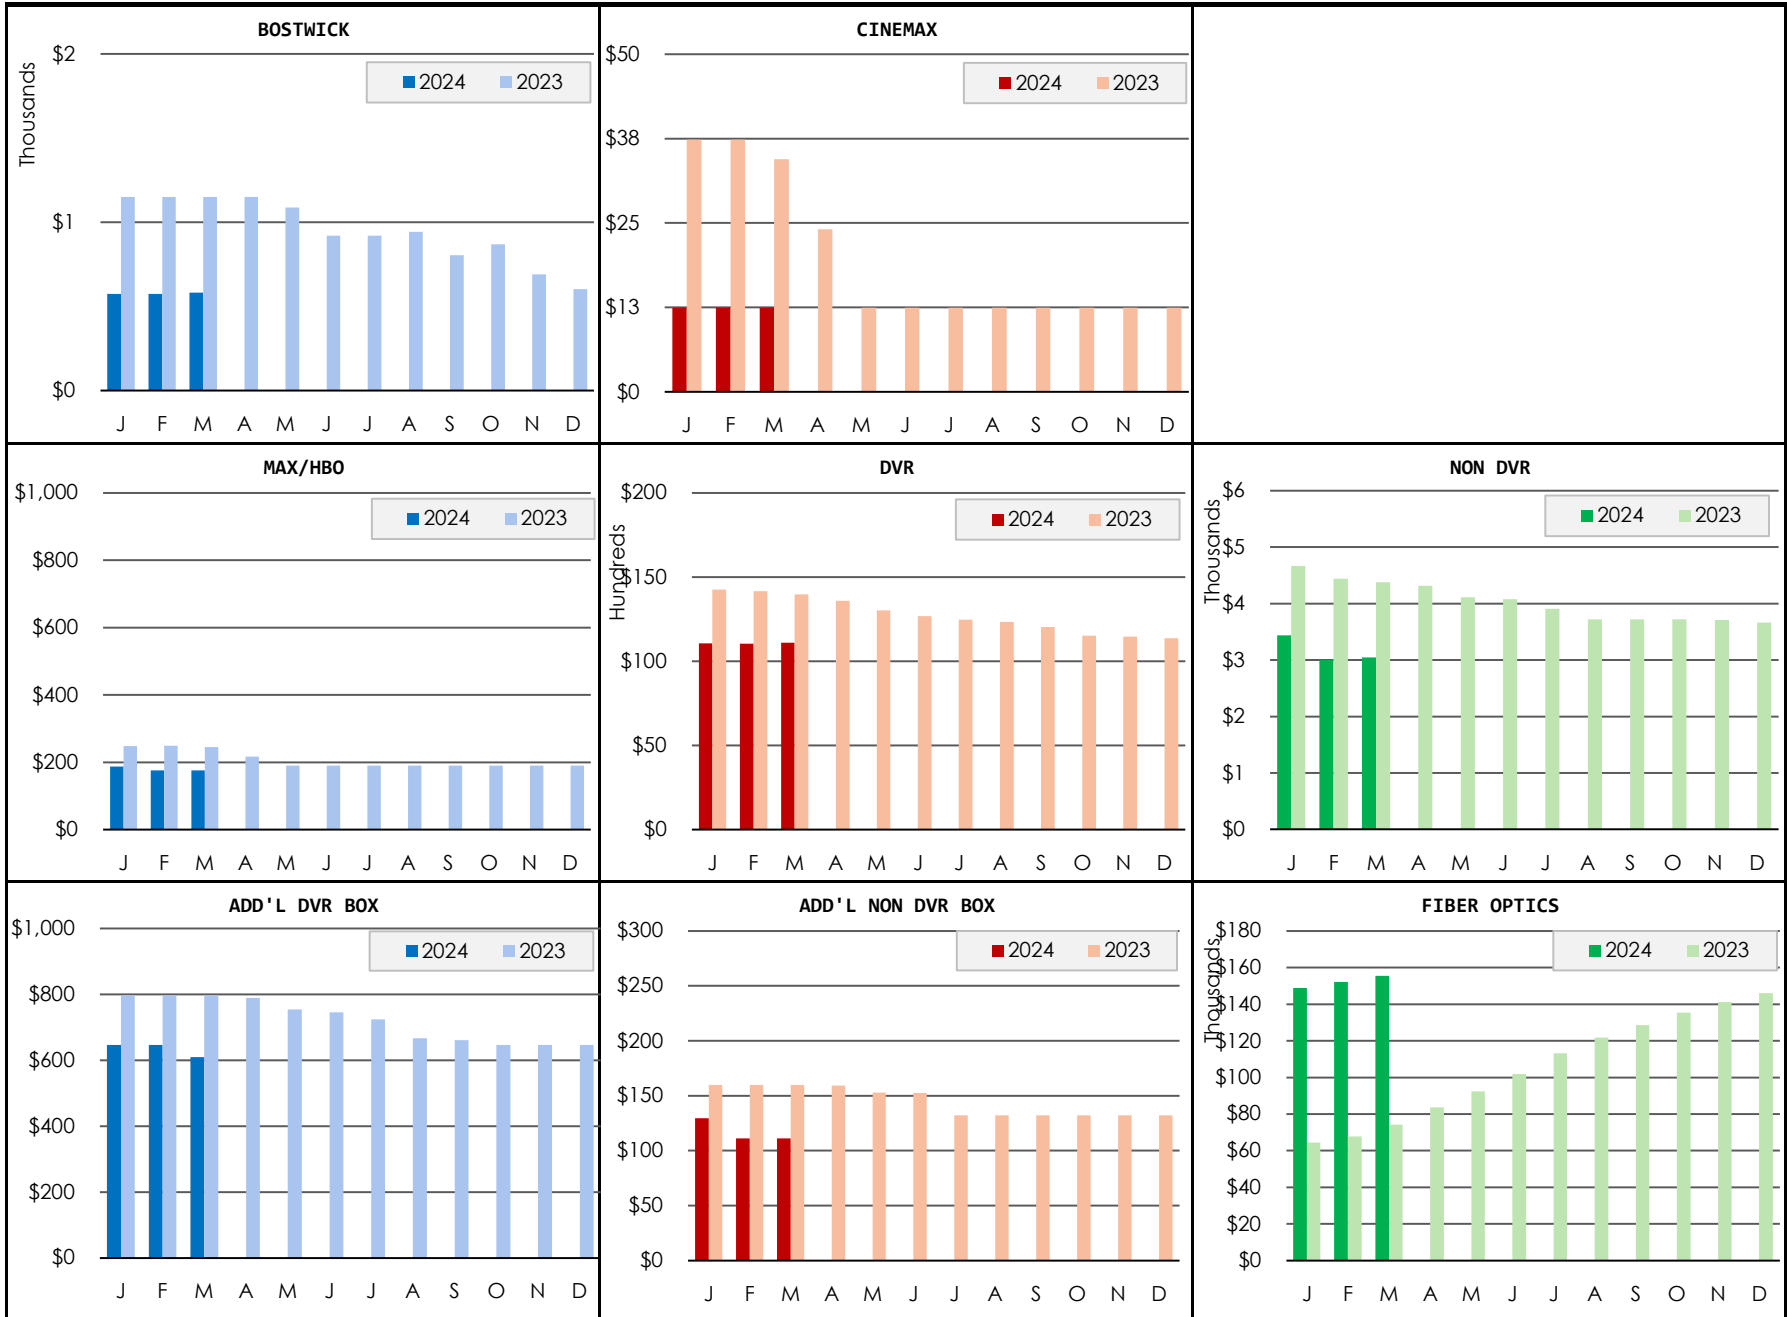 BOSTWICK
Thousands
2024 2023
$2
$1
$0
J F M A M J J A S O N D
CINEMAX
2024 2023
$50
$38
$25
$13
$0
J F M A M J J A S O N D
MAX/HBO
2024 2023
$1,000
$800
$600
$400
$200
$0
J F M A M J J A S O N D
DVR
Hundreds
2024 2023
$200
$150
$100
$50
$0
J F M A M J J A S O N D
NON DVR
Thousands
2024 2023
$6
$5
$4
$3
$2
$1
$0
J F M A M J J A S O N D
ADD'L DVR BOX
2024 2023
$1,000
$800
$600
$400
$200
$0
J F M A M J J A S O N D
ADD'L NON DVR BOX
2024 2023
$300
$250
$200
$150
$100
$50
$0
J F M A M J J A S O N D
FIBER OPTICS
Thousands
2024 2023
$180
$160
$140
$120
$100
$80
$60
$40
$20
$0
J F M A M J J A S O N D